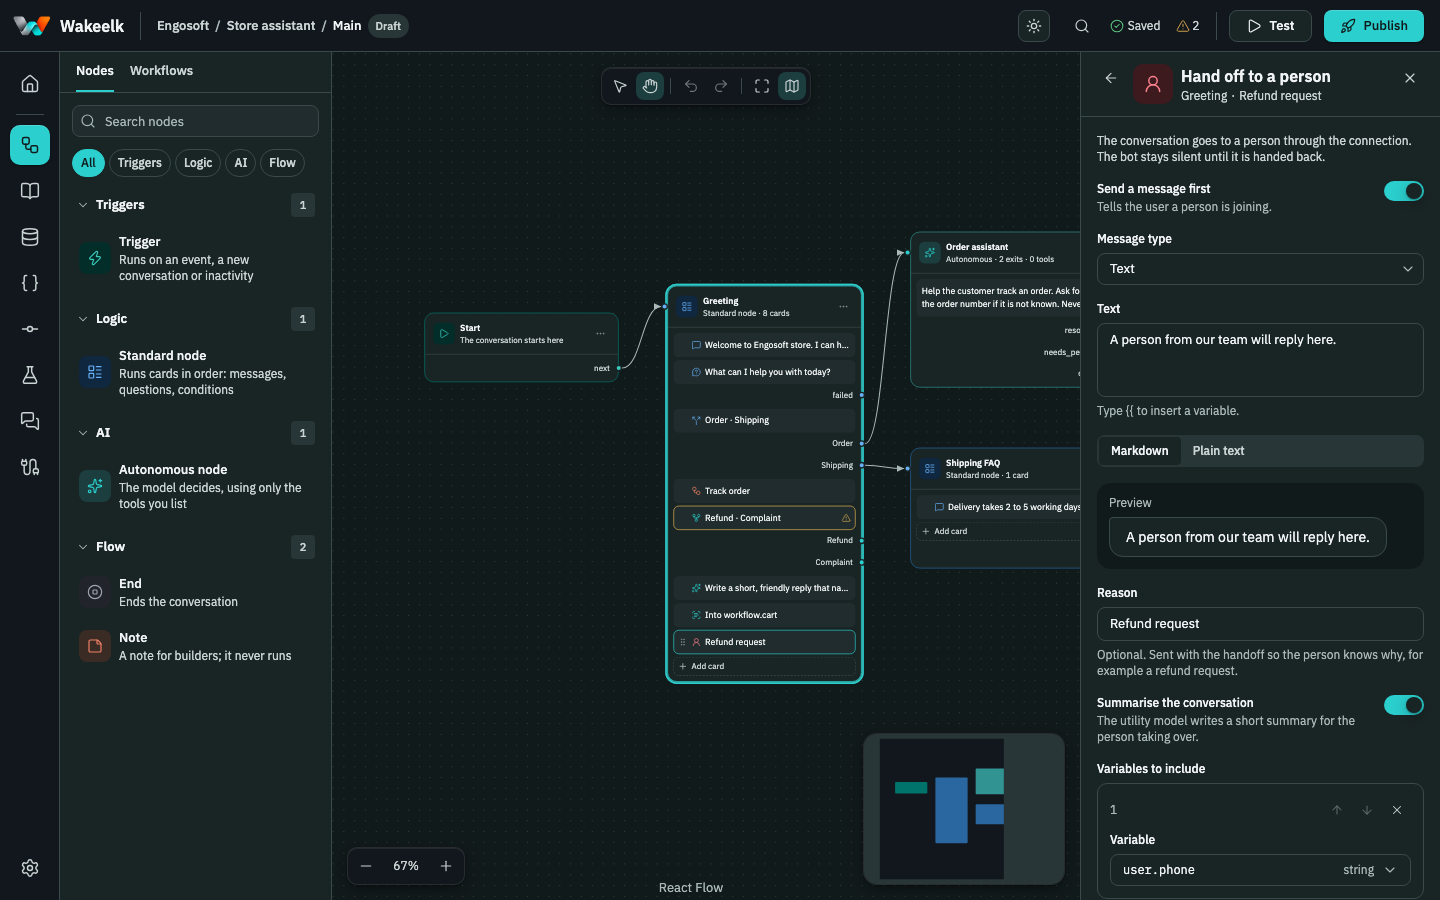 Wakeelk
Engosoft / Store assistant / Main Draft
Saved
2
Test
Publish
Nodes
Workflows
Search nodes
All
Triggers
Logic
AI
Flow
Triggers
1
Trigger
Runs on an event, a new
conversation or inactivity
Logic
1
Standard node
Runs cards in order: messages,
questions, conditions
AI
1
Autonomous node
The model decides, using only the
tools you list
Flow
2
End
Ends the conversation
Note
A note for builders; it never runs
Start
The conversation starts here
next
Greeting
Standard node · 8 cards
Welcome to Engosoft store. I can h...
What can I help you with today?
failed
Order · Shipping
Order
Shipping
Track order
Refund · Complaint
Refund
Complaint
Write a short, friendly reply that na...
Into workflow.cart
Refund request
+ Add card
Order assistant
Autonomous · 2 exits · 0 tools
Help the customer track an order. Ask fo
the order number if it is not known. Neve
reso
needs_pe
Shipping FAQ
Standard node · 1 card
Delivery takes 2 to 5 working days
+ Add card
67%
React Flow
Hand off to a person
Greeting · Refund request
The conversation goes to a person through the connection.
The bot stays silent until it is handed back.
Send a message first
Tells the user a person is joining.
Message type
Text
Text
A person from our team will reply here.
Type {{ to insert a variable.
Markdown
Plain text
Preview
A person from our team will reply here.
Reason
Refund request
Optional. Sent with the handoff so the person knows why, for
example a refund request.
Summarise the conversation
The utility model writes a short summary for the
person taking over.
Variables to include
1
Variable
user.phone
string